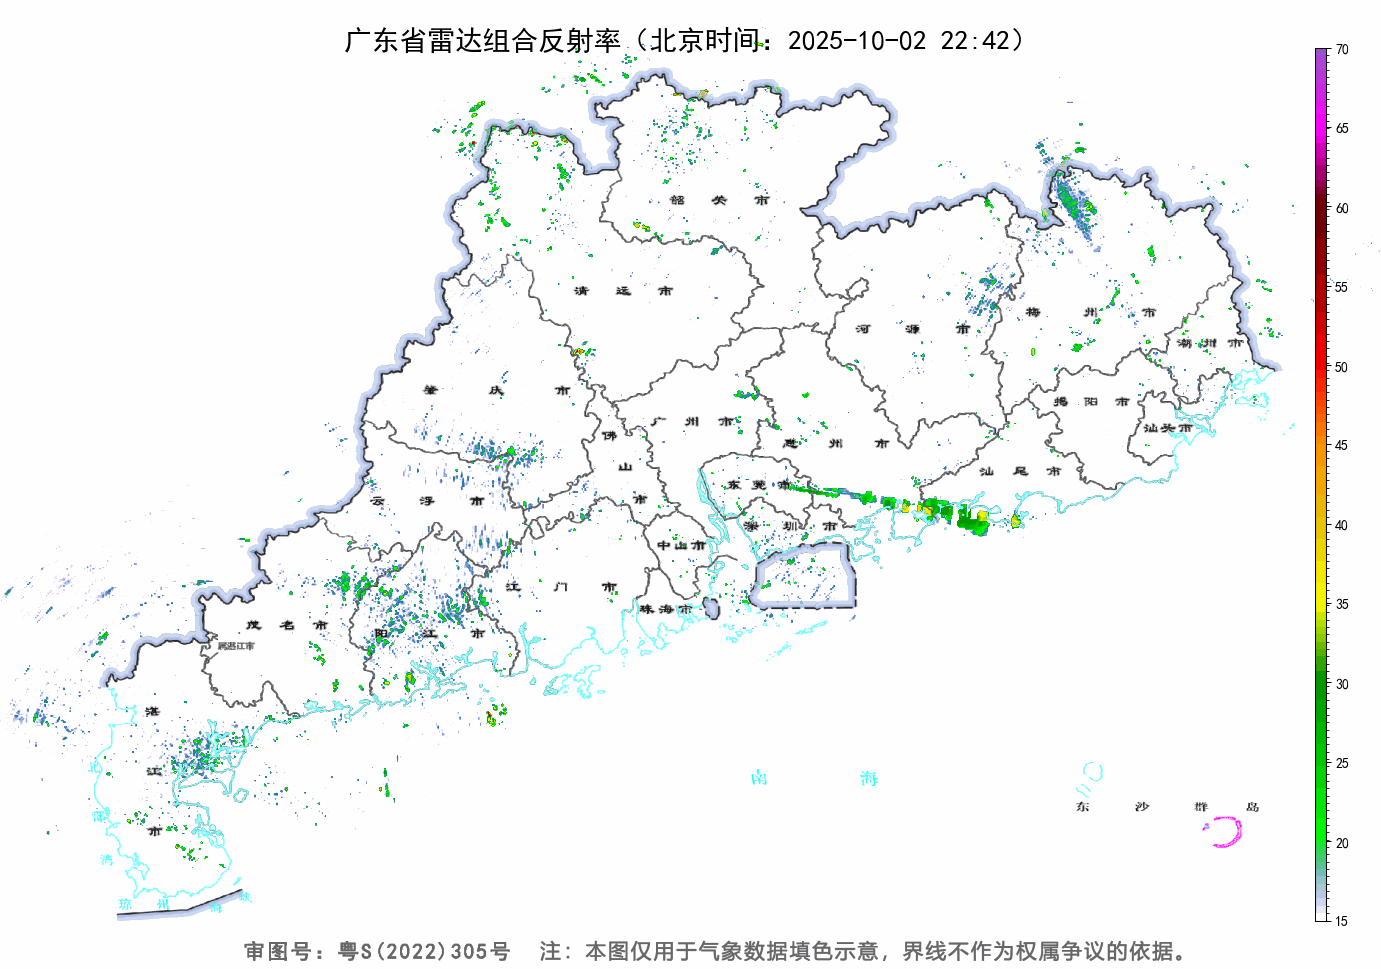 广东省雷达组合反射率（北京时间：2025-10-02 22:42）
70
65
60
55
50
45
40
35
30
25
20
15
韶 关 市
清 远 市
河 源 市
梅 州 市
潮 州 市
肇 庆 市
揭 阳 市
汕头市
广 州 市
佛 山 市
惠 州 市
汕 尾 市
东 莞 市
云 浮 市
深 圳 市
中山市
江 门 市
珠海市
茂 名 市
阳 江 市
属湛江市
湛 江 市
南 海
东 沙 群 岛
北 部 湾
琼 州 海 峡
审图号：粤S(2022)305号 注：本图仅用于气象数据填色示意，界线不作为权属争议的依据。